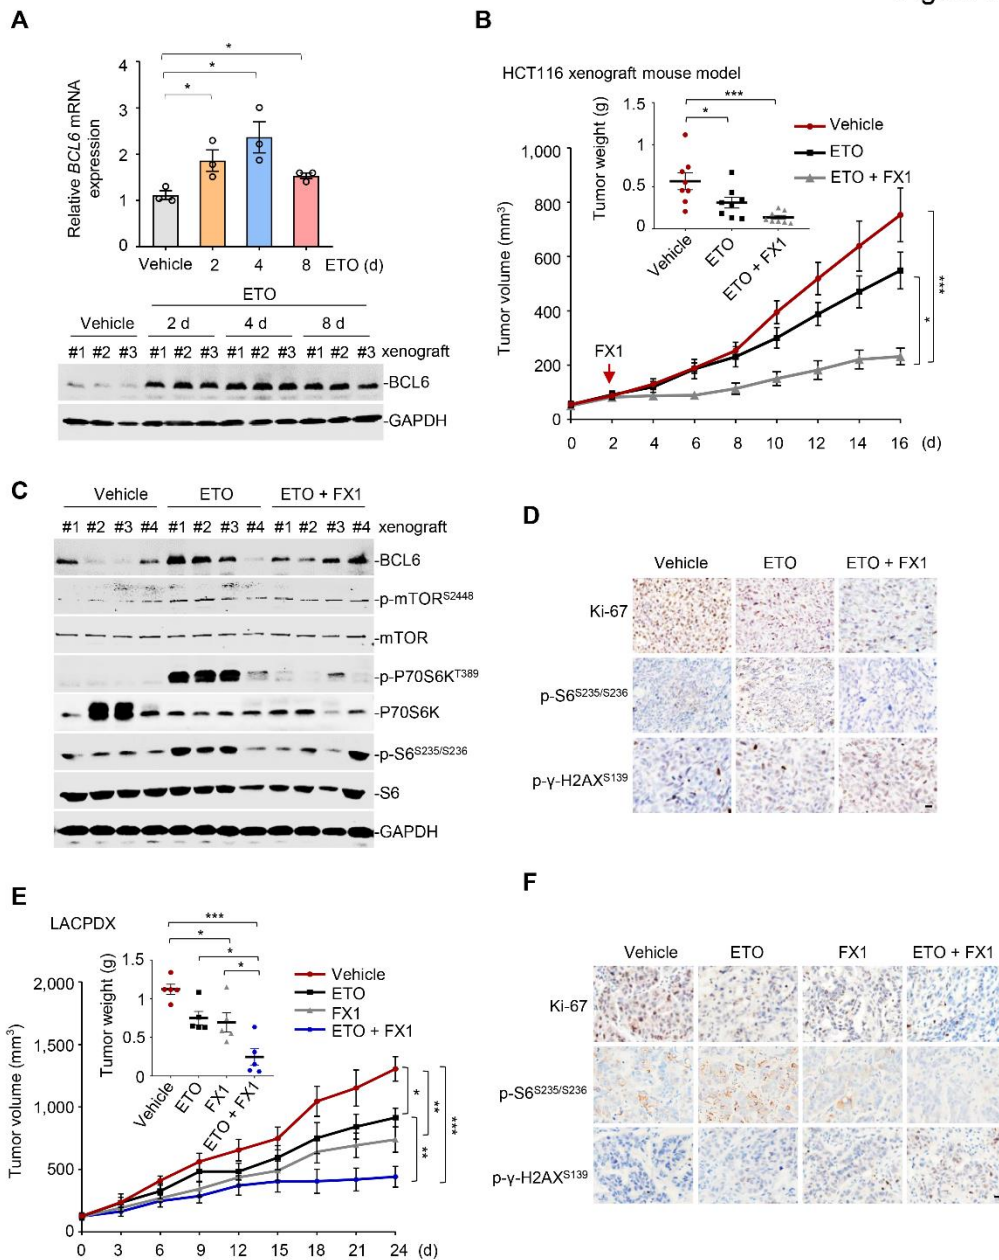 A
Relative BCL6 mRNA
expression
4
3
2
1
0
*
*
*
Vehicle 2 4 8 ETO (d)
ETO
Vehicle 2 d 4 d 8 d
#1 #2 #3 #1 #2 #3 #1 #2 #3 #1 #2 #3 xenograft
-BCL6
-GAPDH
B
HCT116 xenograft mouse model
Tumor weight (g)
1.5
1
0.5
0
***
*
Vehicle
ETO
ETO + FX1
Vehicle
ETO
ETO + FX1
Tumor volume (mm3)
1,000
800
600
400
200
0
FX1
***
*
0 2 4 6 8 10 12 14 16 (d)
C
Vehicle ETO ETO + FX1
#1 #2 #3 #4 #1 #2 #3 #4 #1 #2 #3 #4 xenograft
-BCL6
-p-mTORS2448
-mTOR
-p-P70S6KT389
-P70S6K
-p-S6S235/S236
-S6
-GAPDH
D
Vehicle ETO ETO + FX1
Ki-67
p-S6S235/S236
p-γ-H2AXS139
E
LACPDX
Tumor weight (g)
1.5
1
0.5
0
***
*
*
*
Vehicle
ETO
FX1
ETO + FX1
Vehicle
ETO
FX1
ETO + FX1
Tumor volume (mm3)
2,000
1,500
1,000
500
0
*
**
***
**
0 3 6 9 12 15 18 21 24 (d)
F
Vehicle ETO FX1 ETO + FX1
Ki-67
p-S6S235/S236
p-γ-H2AXS139